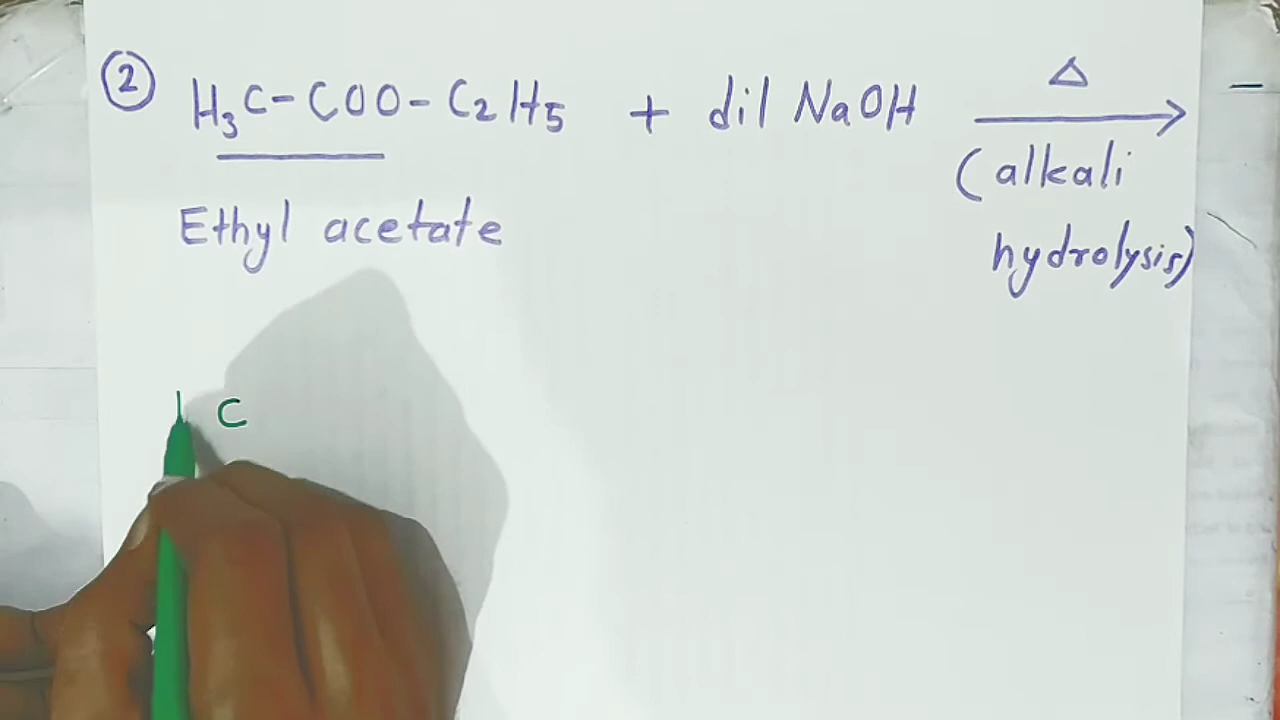 ② H₃C-COO-C₂H₅ + dil NaOH △→
(alkali
hydrolysis)
Ethyl acetate
C